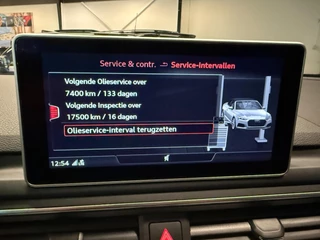 Service & contr. Service-intervallen
Volgende Olieservice over
7400 km / 133 dagen
Volgende Inspectie over
17500 km / 16 dagen
Olieservice-interval terugzetten
12:54